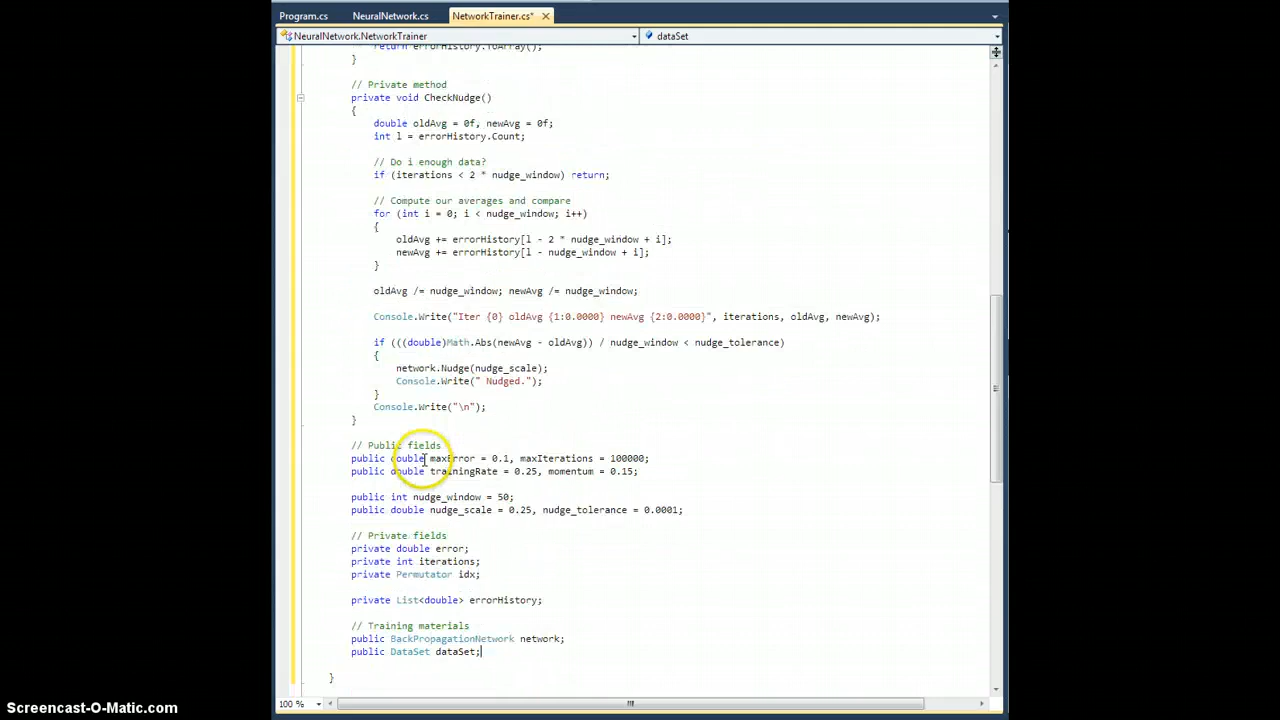 Program.cs NeuralNetwork.cs NetworkTrainer.cs*
NeuralNetwork.NetworkTrainer dataSet
return errorHistory.ToArray();
}
// Private method
private void CheckNudge()
{
double oldAvg = 0f, newAvg = 0f;
int l = errorHistory.Count;
// Do i enough data?
if (iterations < 2 * nudge_window) return;
// Compute our averages and compare
for (int i = 0; i < nudge_window; i++)
{
oldAvg += errorHistory[l - 2 * nudge_window + i];
newAvg += errorHistory[l - nudge_window + i];
}
oldAvg /= nudge_window; newAvg /= nudge_window;
Console.Write("Iter {0} oldAvg {1:0.0000} newAvg {2:0.0000}", iterations, oldAvg, newAvg);
if (((double)Math.Abs(newAvg - oldAvg)) / nudge_window < nudge_tolerance)
{
network.Nudge(nudge_scale);
Console.Write(" Nudged.");
}
Console.Write("\n");
}
// Public fields
public double maxError = 0.1, maxIterations = 100000;
public double trainingRate = 0.25, momentum = 0.15;
public int nudge_window = 50;
public double nudge_scale = 0.25, nudge_tolerance = 0.0001;
// Private fields
private double error;
private int iterations;
private Permutator idx;
private List<double> errorHistory;
// Training materials
public BackPropagationNetwork network;
public DataSet dataSet;
}
100 %
Screencast-O-Matic.com